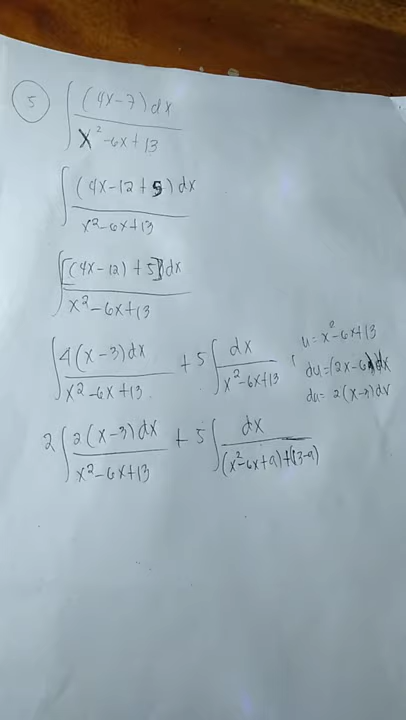 5 ∫ (4x-7)dx / x²-6x+13
∫ (4x-12+5)dx / x²-6x+13
∫ [(4x-12)+5]dx / x²-6x+13
∫ 4(x-3)dx / x²-6x+13 + 5∫ dx / x²-6x+13
u=x²-6x+13
du=(2x-6)dx
du=2(x-3)dx
2∫ 2(x-3)dx / x²-6x+13 + 5∫ dx / (x²-6x+9)+(13-9)